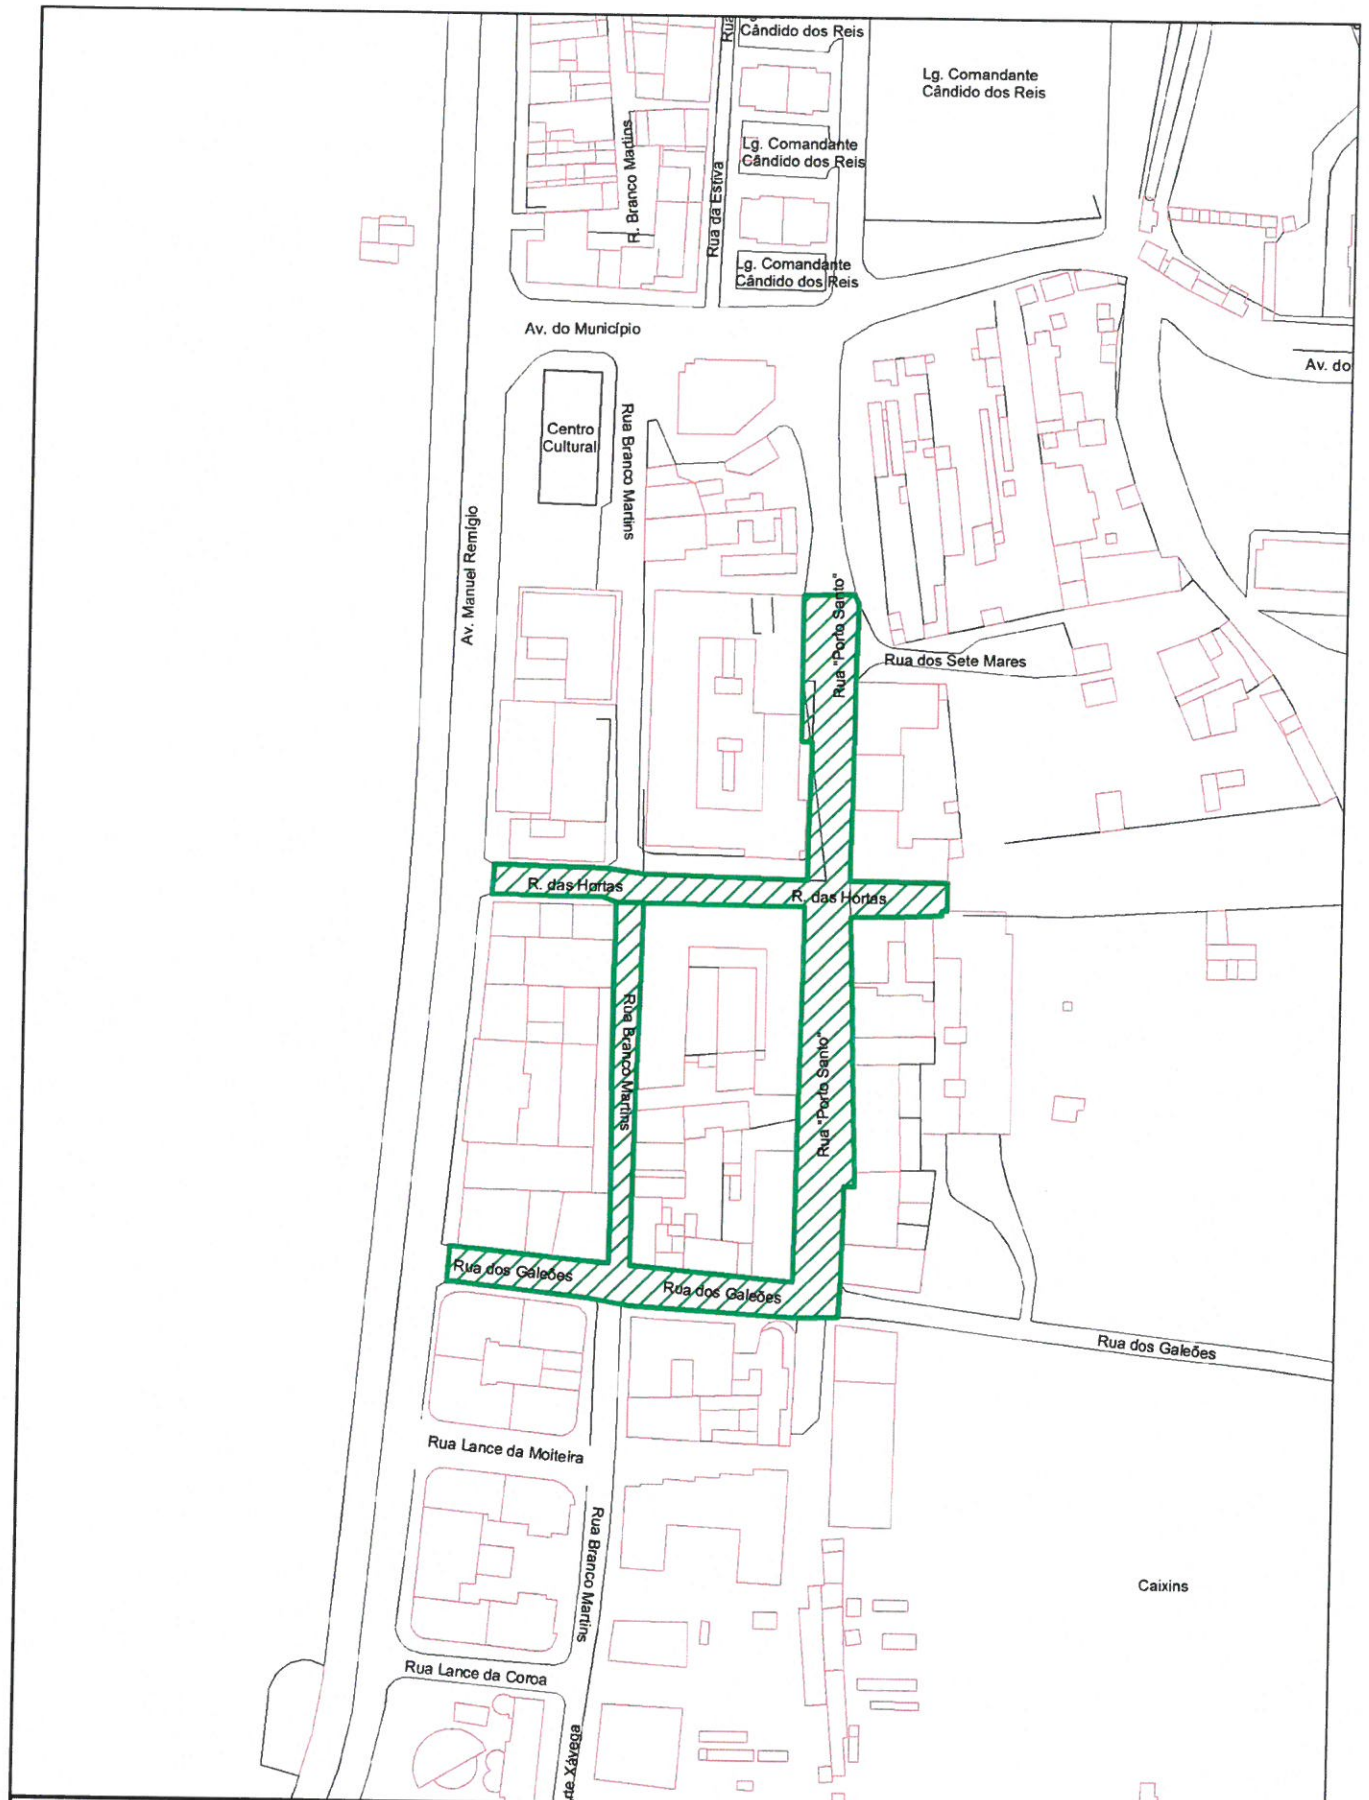 Rua
Cândido dos Reis
Lg. Comandante
Cândido dos Reis
R. Branco Martins
Rua da Estiva
Lg. Comandante
Cândido dos Reis
Lg. Comandante
Cândido dos Reis
Av. do Município
Av. do
Centro
Cultural
Rua Branco Martins
Av. Manuel Remígio
Rua "Porto Santo"
Rua dos Sete Mares
R. das Hortas
R. das Hortas
Rua Branco Martins
Rua "Porto Santo"
Rua dos Galeões
Rua dos Galeões
Rua dos Galeões
Rua Lance da Moiteira
Rua Branco Martins
Caixins
Rua Lance da Coroa
rte Xávega